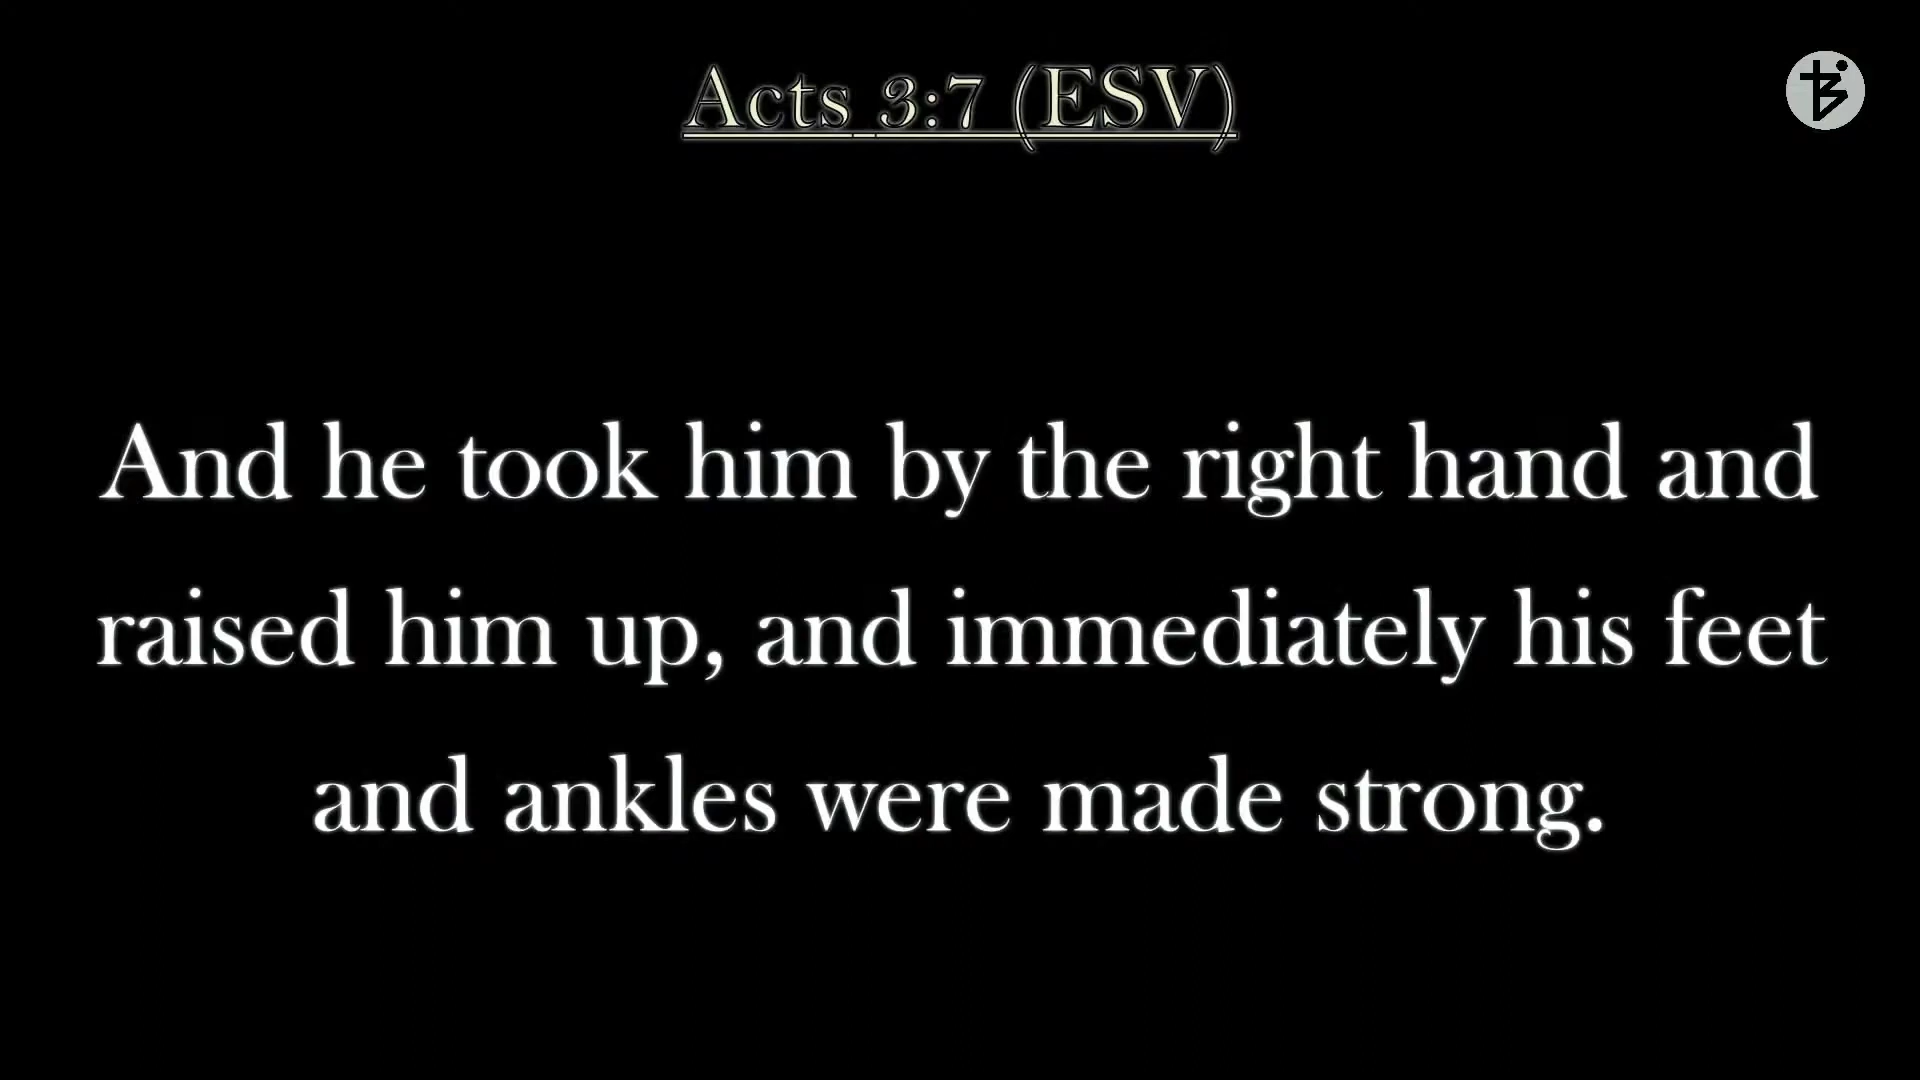 Acts 3:7 (ESV)
And he took him by the right hand and
raised him up, and immediately his feet
and ankles were made strong.